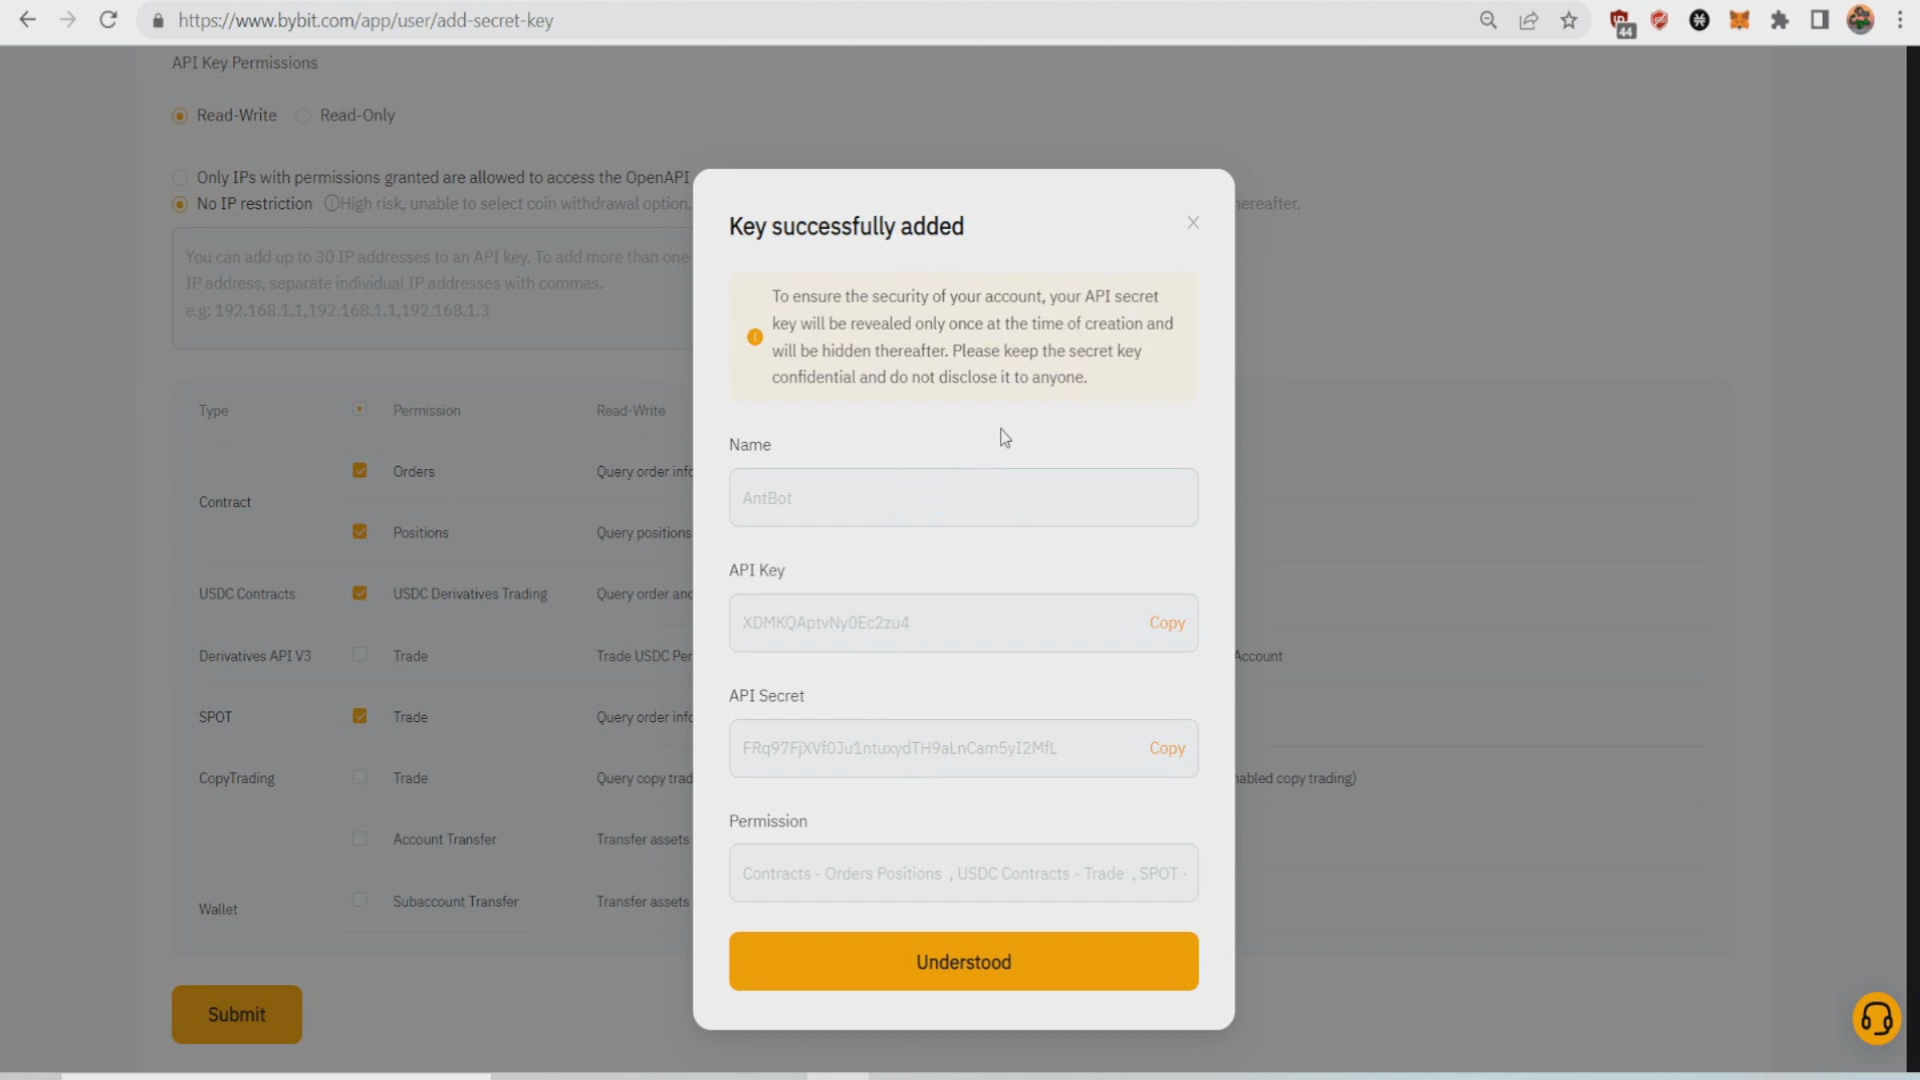 https://www.bybit.com/app/user/add-secret-key
44
API Key Permissions
Read-Write
Read-Only
Only IPs with permissions granted are allowed to access the OpenAPI
No IP restriction
High risk, unable to select coin withdrawal option.
hereafter.
You can add up to 30 IP addresses to an API key. To add more than one
IP address, separate individual IP addresses with commas.
e.g: 192.168.1.1,192.168.1.1,192.168.1.3
Type
Permission
Read-Write
Contract
Orders
Query order info
Positions
Query positions
USDC Contracts
USDC Derivatives Trading
Query order and
Derivatives API V3
Trade
Trade USDC Per
Account
SPOT
Trade
Query order info
CopyTrading
Trade
Query copy trad
nabled copy trading)
Account Transfer
Transfer assets
Wallet
Subaccount Transfer
Transfer assets
Submit
Key successfully added
To ensure the security of your account, your API secret
key will be revealed only once at the time of creation and
will be hidden thereafter. Please keep the secret key
confidential and do not disclose it to anyone.
Name
AntBot
API Key
XDMKQAptvNy0Ec2zu4
Copy
API Secret
FRq97FjXVf0Ju1ntuxydTH9aLnCam5yI2MfL
Copy
Permission
Contracts - Orders Positions , USDC Contracts - Trade , SPOT -
Understood